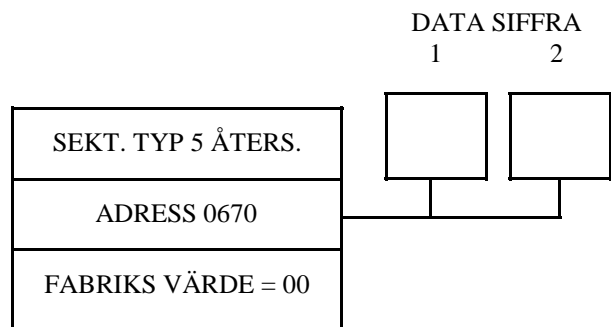 DATA SIFFRA
1 2
SEKT. TYP 5 ÅTERS.
ADRESS 0670
FABRIKS VÄRDE = 00